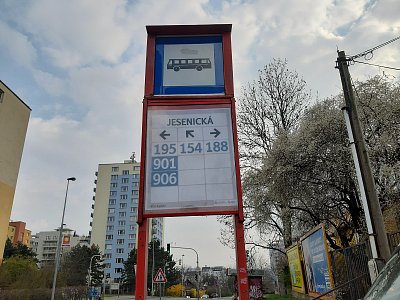 JESENICKÁ
← ↖ →
195 154 188
901
906